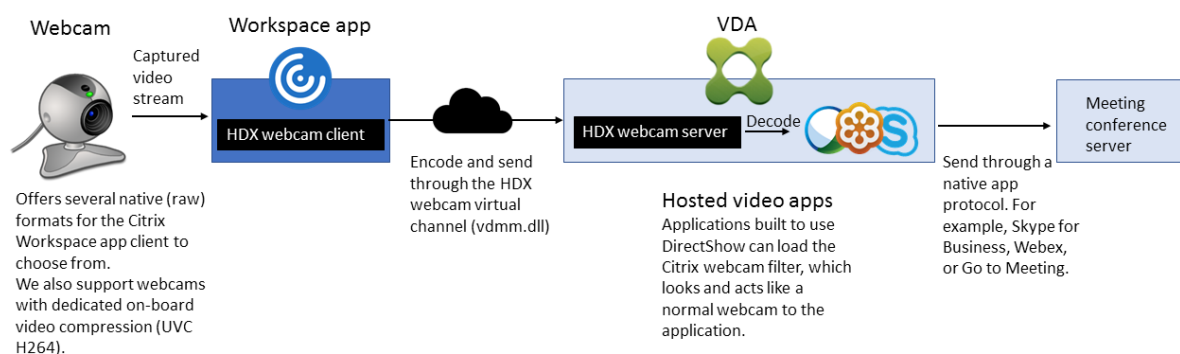 Webcam
Captured
video
stream
Offers several native (raw)
formats for the Citrix
Workspace app client to
choose from.
We also support webcams
with dedicated on-board
video compression (UVC
H264).
Workspace app
HDX webcam client
Encode and send
through the HDX
webcam virtual
channel (vdmm.dll)
VDA
HDX webcam server
Decode
S
Hosted video apps
Applications built to use
DirectShow can load the
Citrix webcam filter, which
looks and acts like a
normal webcam to the
application.
Send through a
native app
protocol. For
example, Skype for
Business, Webex,
or Go to Meeting.
Meeting
conference
server